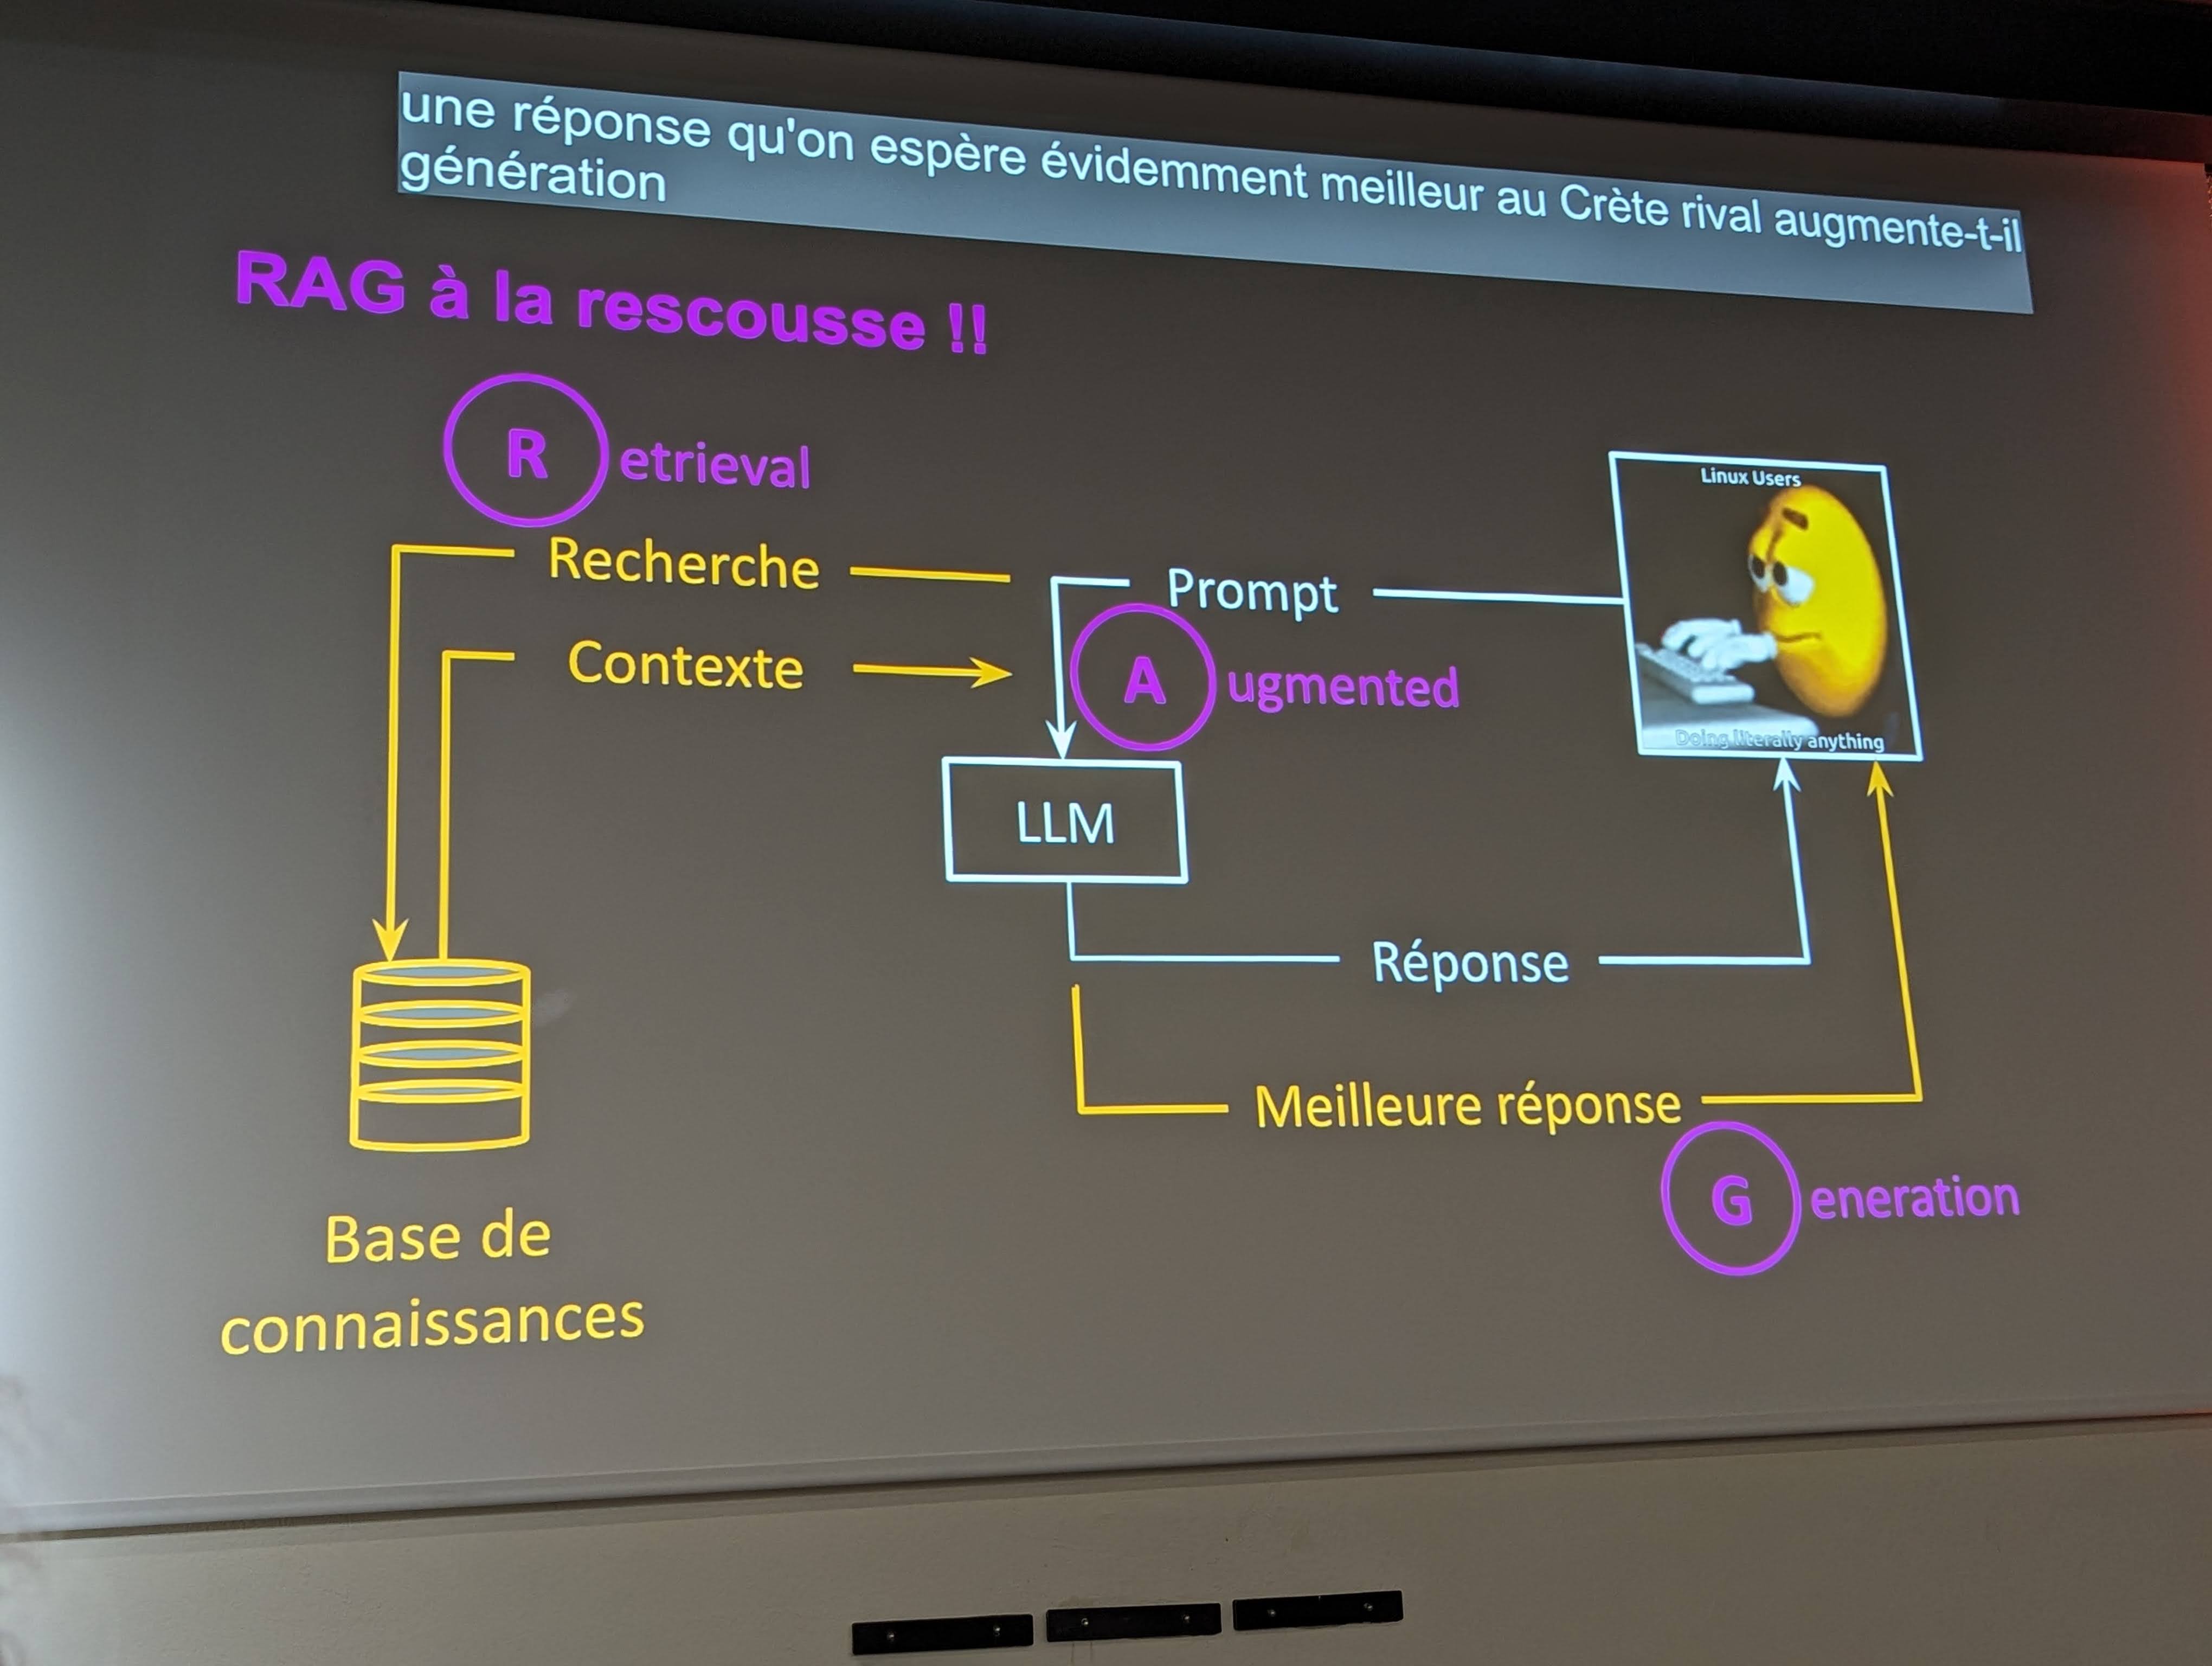 une réponse qu'on espère évidemment meilleur au Crète rival augmente-t-il
génération
RAG à la rescousse !!
R etrieval
Recherche
Prompt
Linux Users
Doing literally anything
Contexte
A ugmented
LLM
Réponse
Meilleure réponse
G eneration
Base de
connaissances